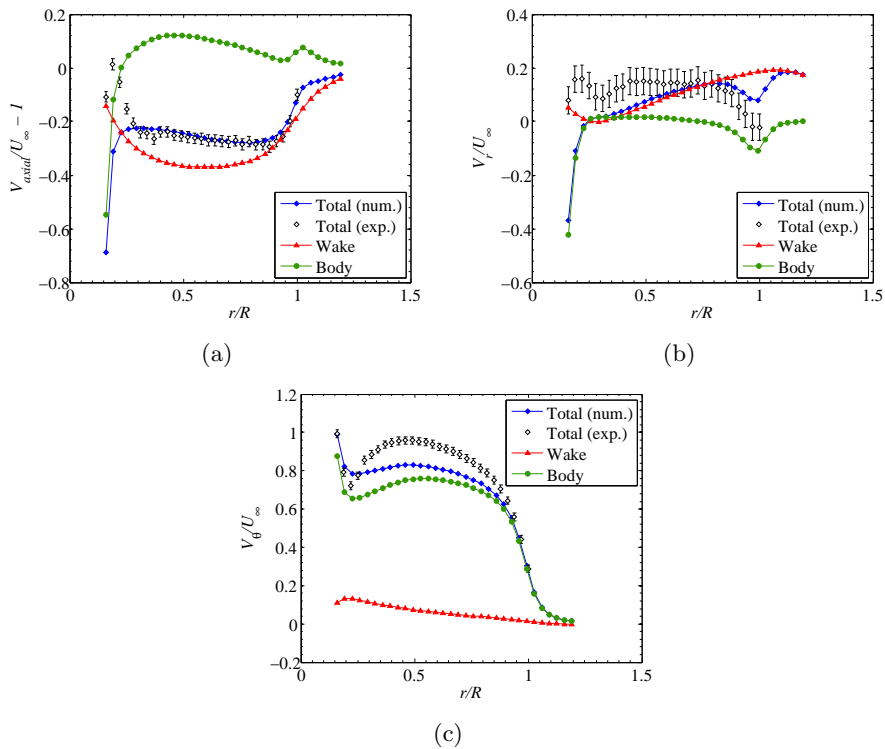 0.2
0
−0.2
−0.4
−0.6
−0.8
V_axial/U_∞ − 1
0
0.5
1
1.5
r/R
Total (num.)
Total (exp.)
Wake
Body
(a)
0.4
0.2
0
−0.2
−0.4
−0.6
V_r/U_∞
0
0.5
1
1.5
r/R
Total (num.)
Total (exp.)
Wake
Body
(b)
1.2
1
0.8
0.6
0.4
0.2
0
−0.2
V_θ/U_∞
0
0.5
1
1.5
r/R
Total (num.)
Total (exp.)
Wake
Body
(c)